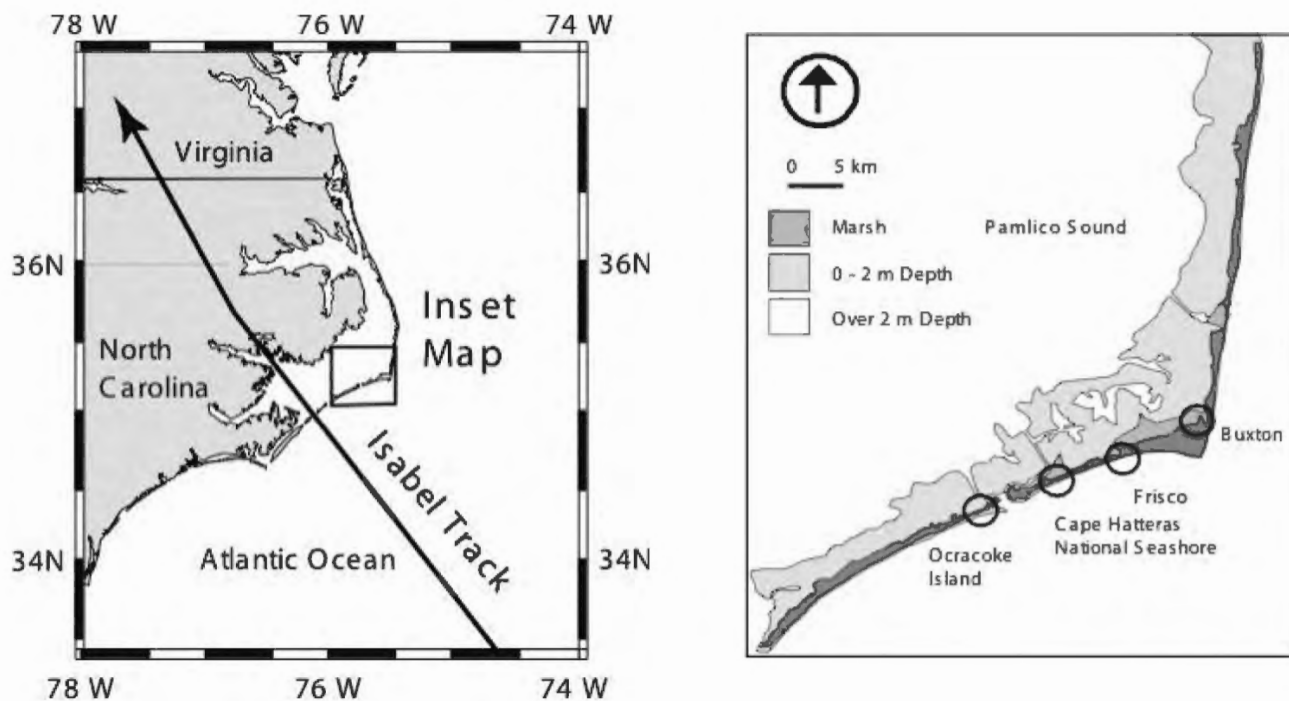 78 W
76 W
74 W
36N
36N
34N
34N
Virginia
North
Carolina
Inset
Map
Isabel Track
Atlantic Ocean
78 W
76 W
74 W
0 5 km
Marsh
0 - 2 m Depth
Over 2 m Depth
Pamlico Sound
Buxton
Frisco
Cape Hatteras
National Seashore
Ocracoke
Island